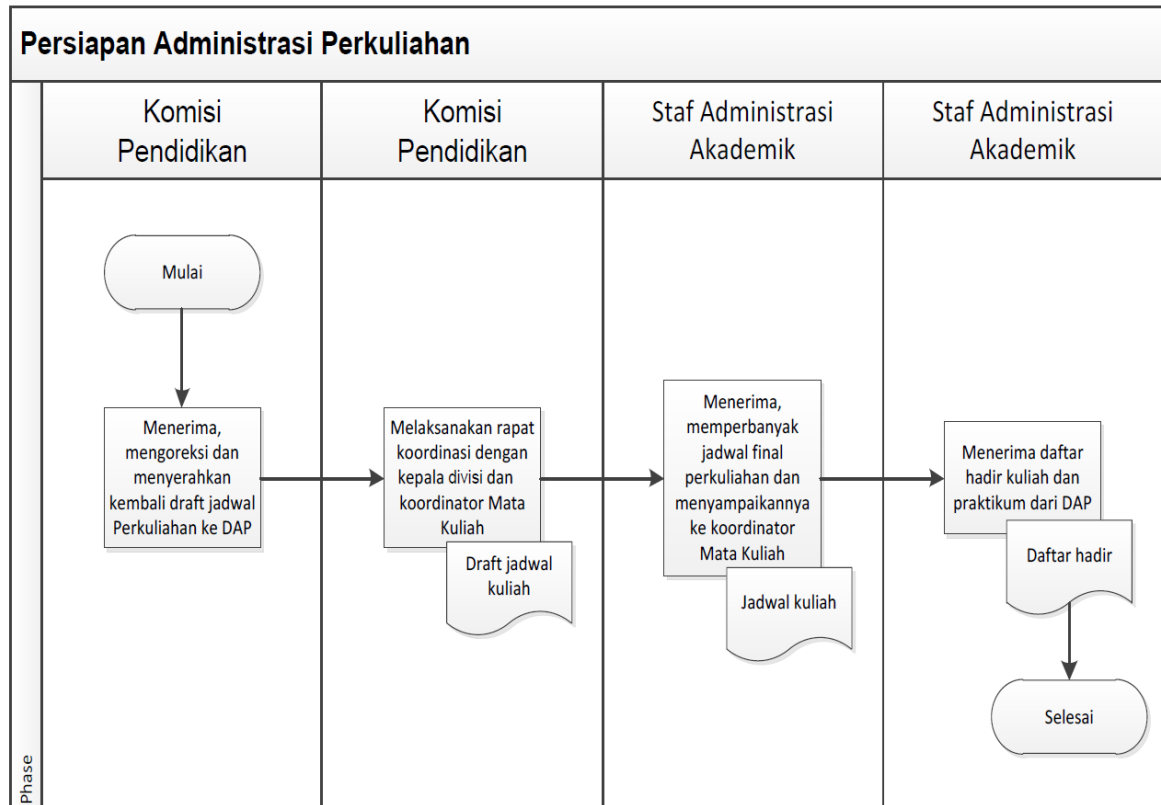 Persiapan Administrasi Perkuliahan
Komisi
Pendidikan
Komisi
Pendidikan
Staf Administrasi
Akademik
Staf Administrasi
Akademik
Mulai
Menerima,
mengoreksi dan
menyerahkan
kembali draft jadwal
Perkuliahan ke DAP
Melaksanakan rapat
koordinasi dengan
kepala divisi dan
koordinator Mata
Kuliah
Draft jadwal
kuliah
Menerima,
memperbanyak
jadwal final
perkuliahan dan
menyampaikannya
ke koordinator
Mata Kuliah
Jadwal kuliah
Menerima daftar
hadir kuliah dan
praktikum dari DAP
Daftar hadir
Selesai
Phase